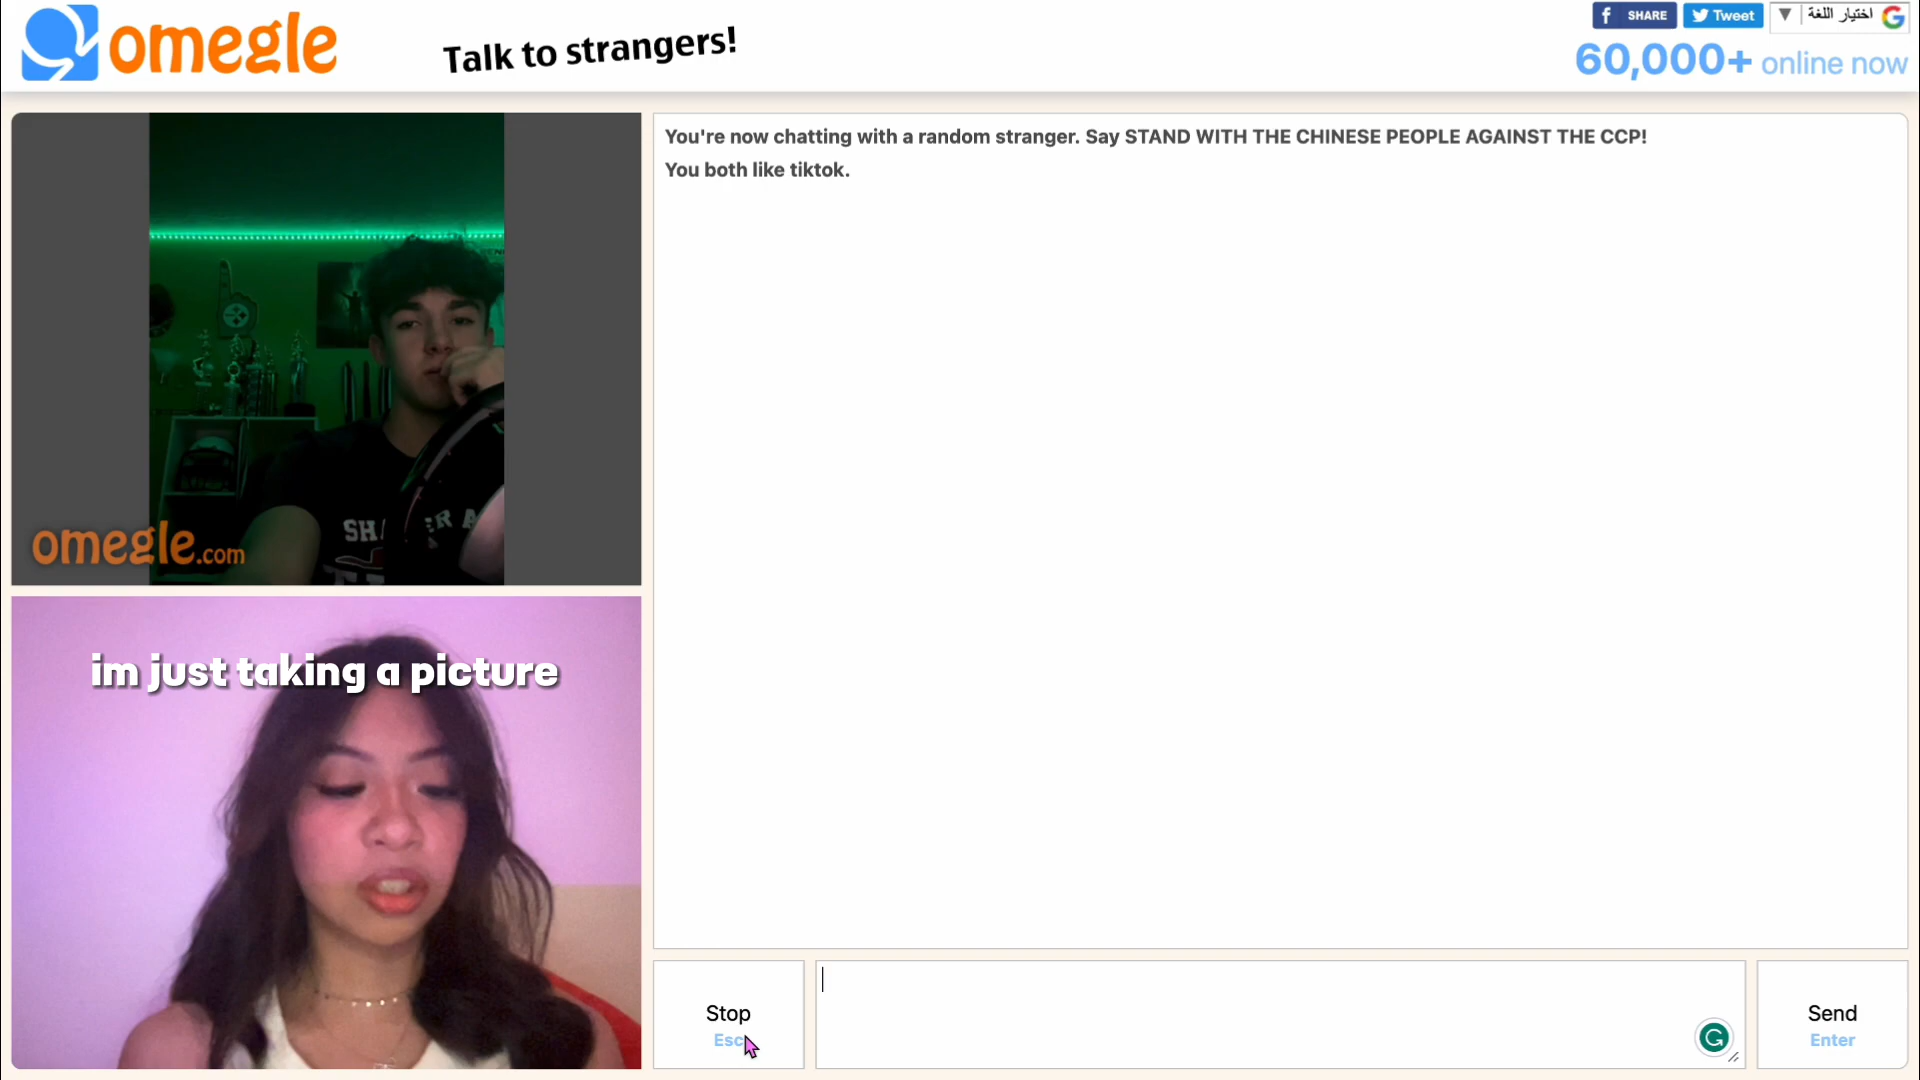 omegle
Talk to strangers!
SHARE
Tweet
اختيار اللغة
60,000+ online now
You're now chatting with a random stranger. Say STAND WITH THE CHINESE PEOPLE AGAINST THE CCP!
You both like tiktok.
omegle.com
im just taking a picture
Stop
Esc
Send
Enter